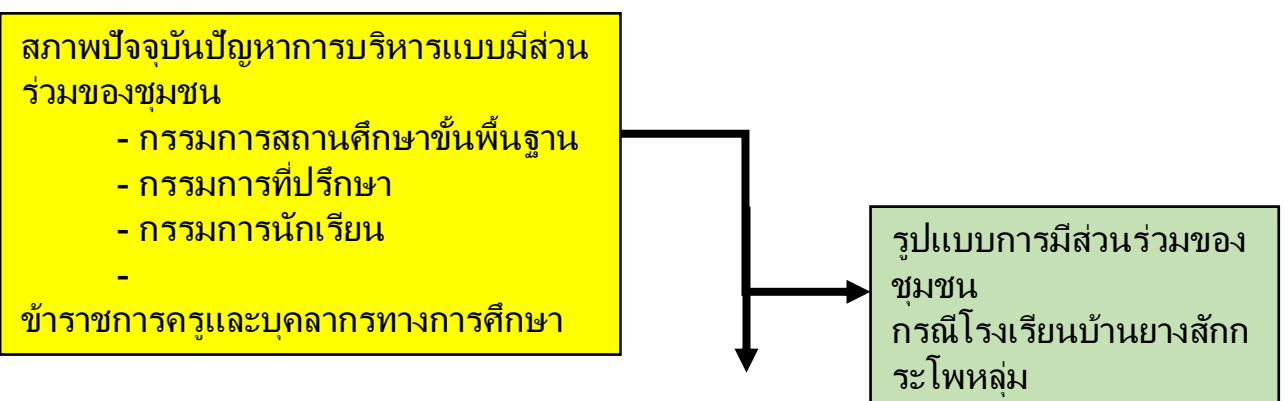 สภาพปัจจุบันปัญหาการบริหารแบบมีส่วน
ร่วมของชุมชน
- กรรมการสถานศึกษาขั้นพื้นฐาน
- กรรมการที่ปรึกษา
- กรรมการนักเรียน
-
ข้าราชการครูและบุคลากรทางการศึกษา
รูปแบบการมีส่วนร่วมของ
ชุมชน
กรณีโรงเรียนบ้านยางสักก
ระโพหลุ่ม